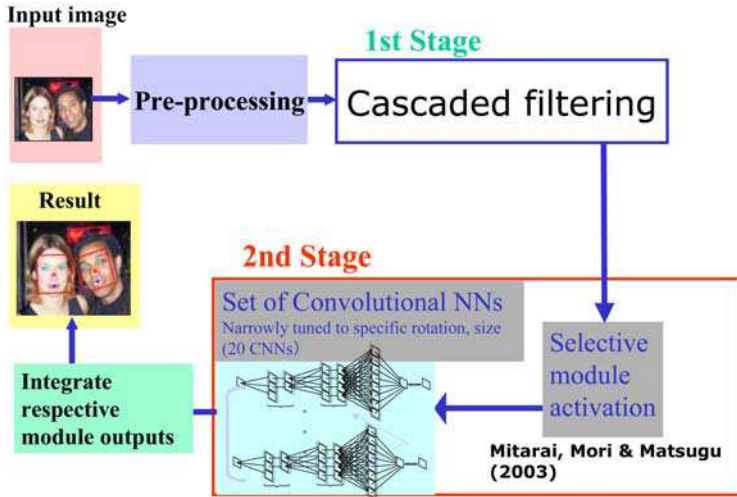 Input image
1st Stage
Pre-processing
Cascaded filtering
Result
2nd Stage
Set of Convolutional NNs
Narrowly tuned to specific rotation, size
(20 CNNs)
Selective
module
activation
Integrate
respective
module outputs
Mitarai, Mori & Matsugu
(2003)